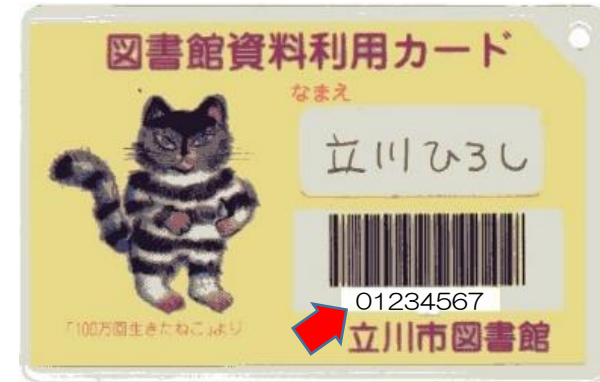 図書館資料利用カード
なまえ
立川ひろし
01234567
「100万回生きたねこ」より
立川市図書館